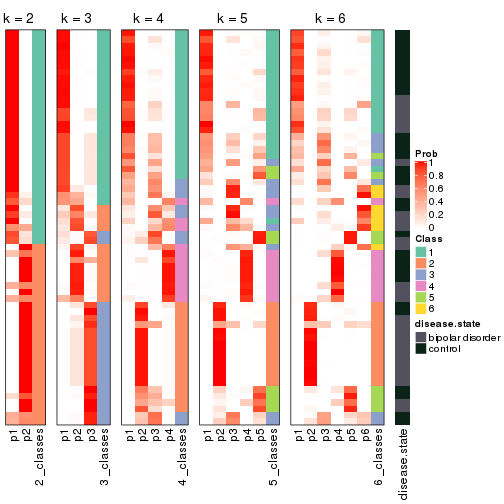 k = 2
k = 3
k = 4
k = 5
k = 6
Prob
1
0.8
0.6
0.4
0.2
0
Class
1
2
3
4
5
6
disease.state
bipolar disorder
control
p1
p2
2_classes
p1
p2
p3
3_classes
p1
p2
p3
p4
4_classes
p1
p2
p3
p4
p5
5_classes
p1
p2
p3
p4
p5
p6
6_classes
disease.state